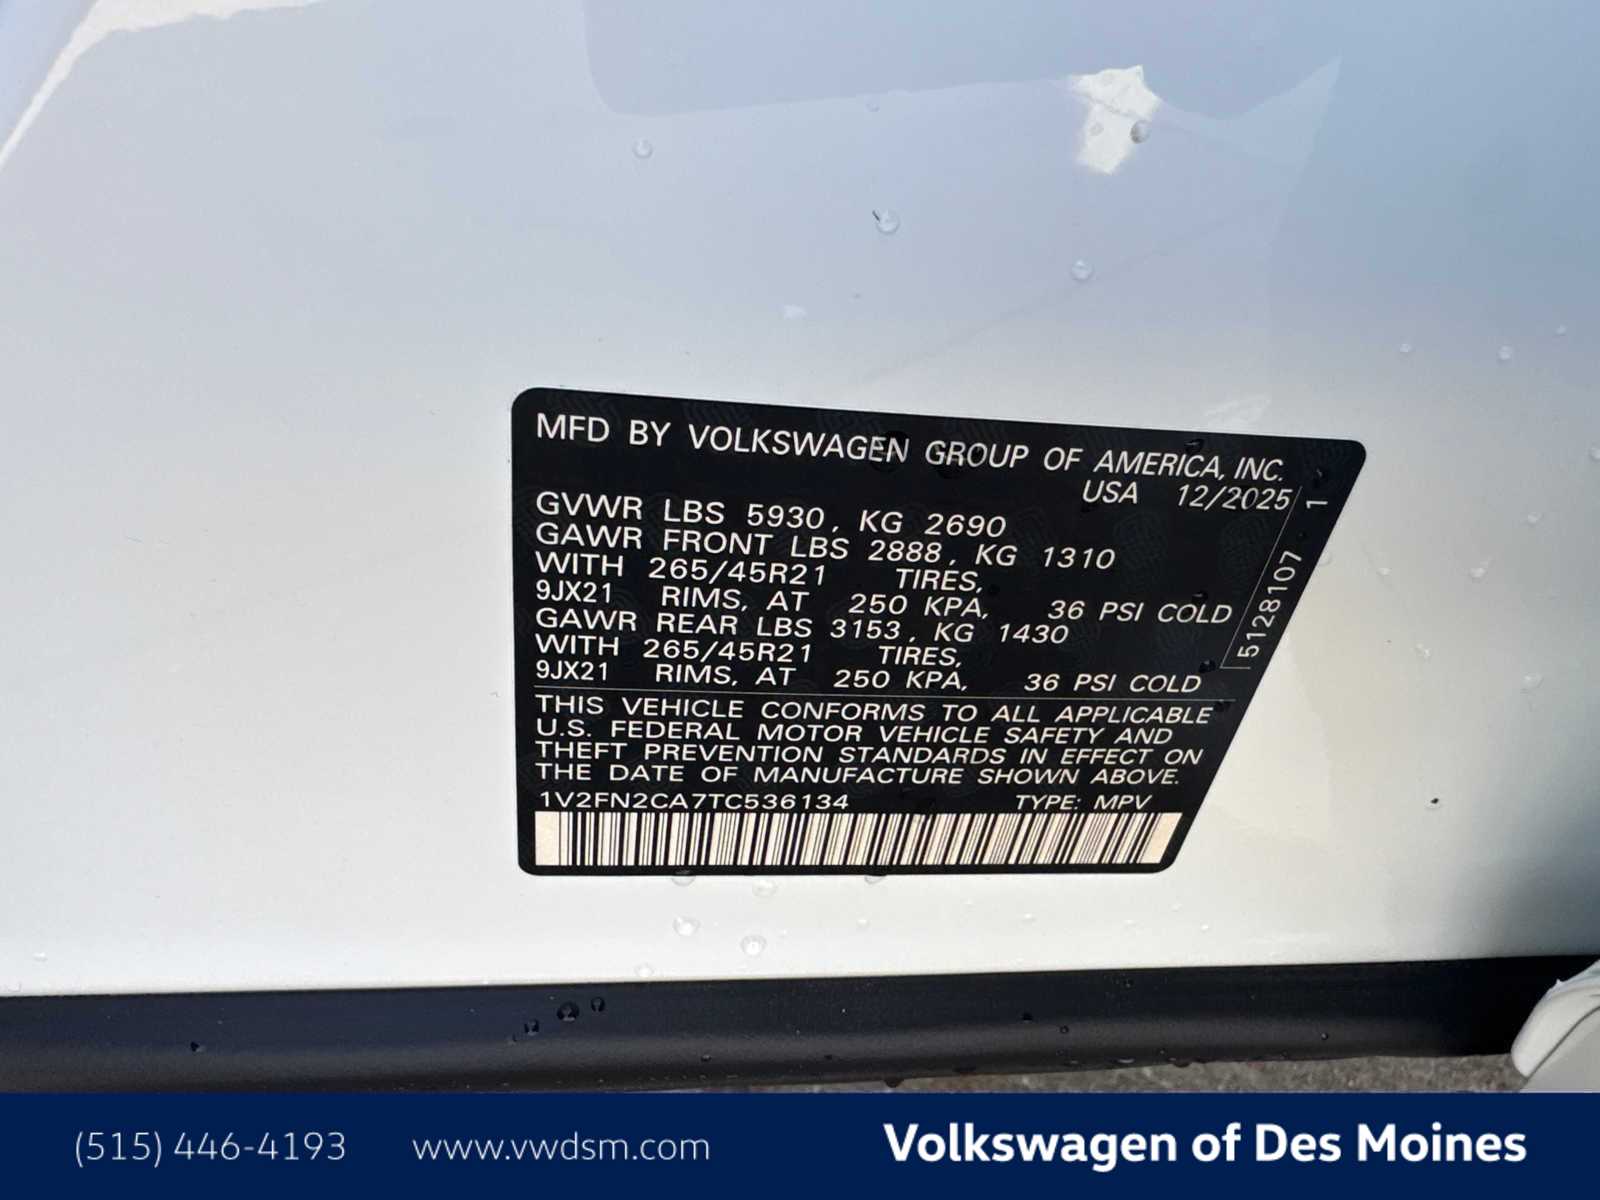 MFD BY VOLKSWAGEN GROUP OF AMERICA, INC.
USA 12/2025
GVWR LBS 5930, KG 2690
GAWR FRONT LBS 2888, KG 1310
WITH 265/45R21 TIRES,
9JX21 RIMS, AT 250 KPA, 36 PSI COLD
GAWR REAR LBS 3153, KG 1430
WITH 265/45R21 TIRES,
9JX21 RIMS, AT 250 KPA, 36 PSI COLD
5128107 1
THIS VEHICLE CONFORMS TO ALL APPLICABLE
U.S. FEDERAL MOTOR VEHICLE SAFETY AND
THEFT PREVENTION STANDARDS IN EFFECT ON
THE DATE OF MANUFACTURE SHOWN ABOVE.
1V2FN2CA7TC536134 TYPE: MPV
(515) 446-4193 www.vwdsm.com Volkswagen of Des Moines